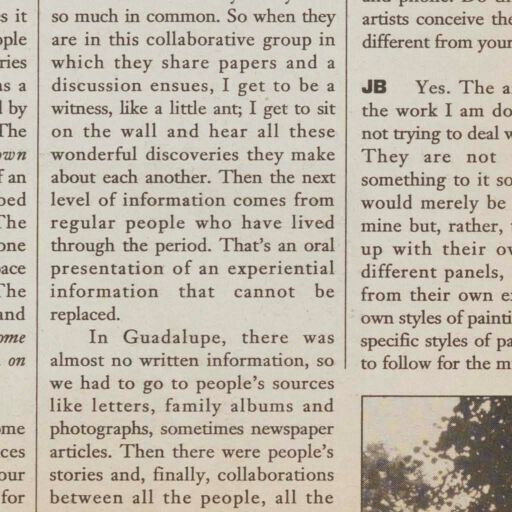 s it
ople
ries
as a
l by
The
own
f an
bed
The
one
pace
The
and
ome
on
ome
ces
our
for
so much in common. So when they
are in this collaborative group in
which they share papers and a
discussion ensues, I get to be a
witness, like a little ant; I get to sit
on the wall and hear all these
wonderful discoveries they make
about each another. Then the next
level of information comes from
regular people who have lived
through the period. That's an oral
presentation of an experiential
information that cannot be
replaced.
In Guadalupe, there was
almost no written information, so
we had to go to people's sources
like letters, family albums and
photographs, sometimes newspaper
articles. Then there were people's
stories and, finally, collaborations
between all the people, all the
artists conceive the
different from your
JB Yes. The a
the work I am do
not trying to deal w
They are not
something to it so
would merely be
mine but, rather,
up with their ov
different panels,
from their own e
own styles of painti
specific styles of pa
to follow for the m